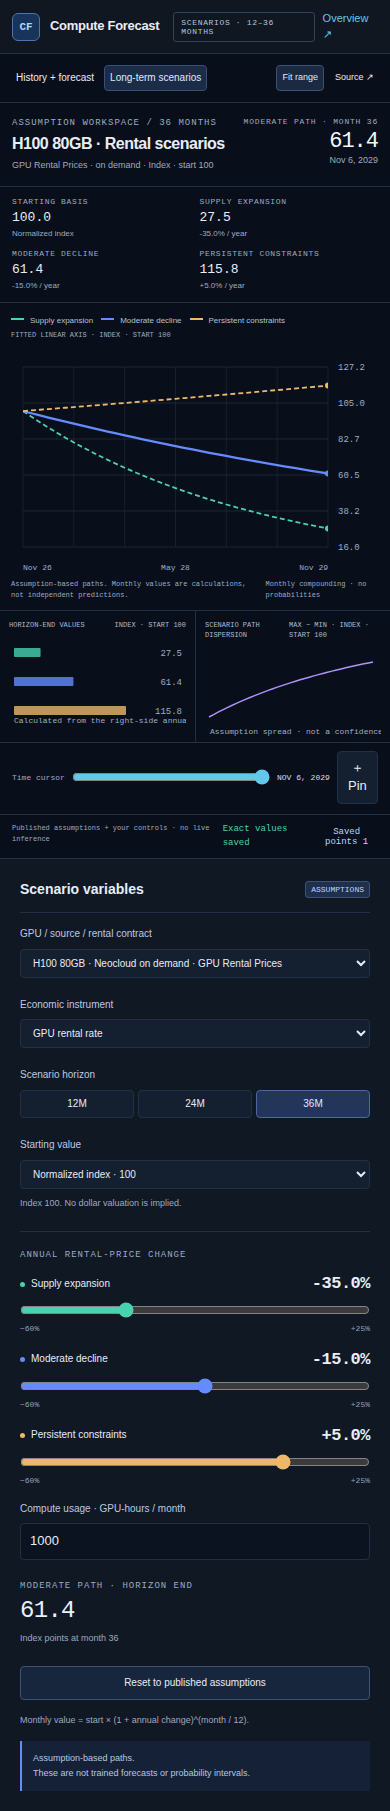 CF
Compute Forecast
SCENARIOS · 12–36
MONTHS
Overview
↗
History + forecast
Long-term scenarios
Fit range
Source ↗
ASSUMPTION WORKSPACE / 36 MONTHS
H100 80GB · Rental scenarios
GPU Rental Prices · on demand · Index · start 100
MODERATE PATH · MONTH 36
61.4
Nov 6, 2029
STARTING BASIS
100.0
Normalized index
SUPPLY EXPANSION
27.5
-35.0% / year
MODERATE DECLINE
61.4
-15.0% / year
PERSISTENT CONSTRAINTS
115.8
+5.0% / year
Supply expansion
Moderate decline
Persistent constraints
FITTED LINEAR AXIS · INDEX · START 100
127.2
105.0
82.7
60.5
38.2
16.0
Nov 26
May 28
Nov 29
Assumption-based paths. Monthly values are calculations,
not independent predictions.
Monthly compounding · no
probabilities
HORIZON-END VALUES
INDEX · START 100
27.5
61.4
115.8
Calculated from the right-side annua
SCENARIO PATH
DISPERSION
MAX − MIN · INDEX ·
START 100
Assumption spread · not a confidence
Time cursor
NOV 6, 2029
+
Pin
Published assumptions + your controls · no live
inference
Exact values
saved
Saved
points 1
Scenario variables
ASSUMPTIONS
GPU / source / rental contract
H100 80GB · Neocloud on demand · GPU Rental Prices
Economic instrument
GPU rental rate
Scenario horizon
12M
24M
36M
Starting value
Normalized index · 100
Index 100. No dollar valuation is implied.
ANNUAL RENTAL-PRICE CHANGE
Supply expansion
-35.0%
−60%
+25%
Moderate decline
-15.0%
−60%
+25%
Persistent constraints
+5.0%
−60%
+25%
Compute usage · GPU-hours / month
1000
MODERATE PATH · HORIZON END
61.4
Index points at month 36
Reset to published assumptions
Monthly value = start × (1 + annual change)^(month / 12).
Assumption-based paths.
These are not trained forecasts or probability intervals.